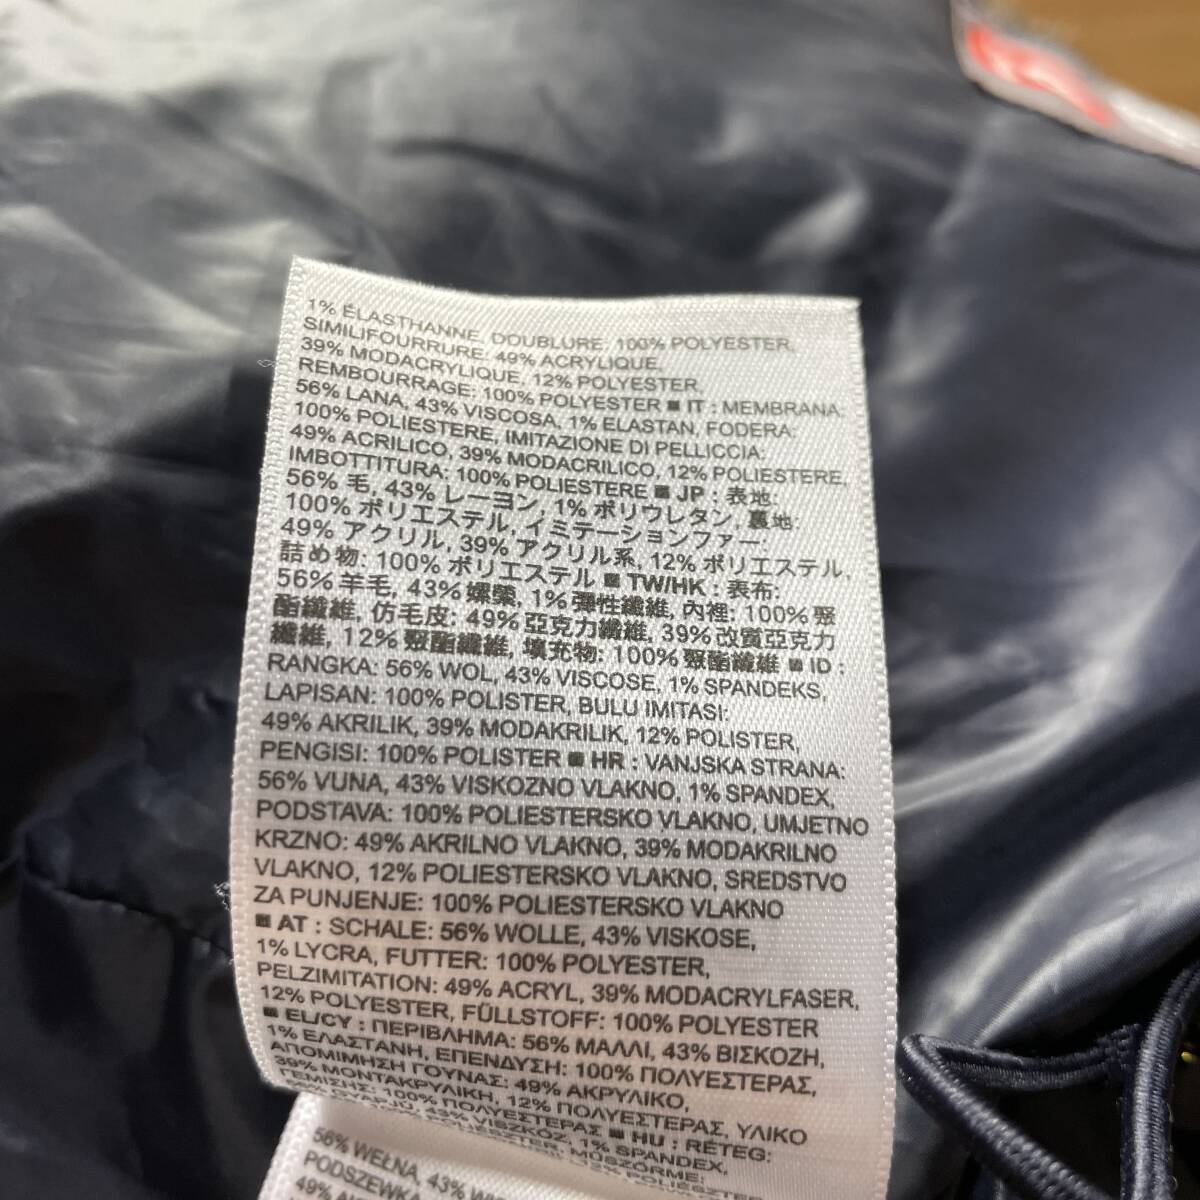 1% ÉLASTHANNE, DOUBLURE: 100% POLYESTER,
SIMILIFOURRURE: 49% ACRYLIQUE,
39% MODACRYLIQUE, 12% POLYESTER,
REMBOURRAGE: 100% POLYESTER ■ IT : MEMBRANA:
56% LANA, 43% VISCOSA, 1% ELASTAN, FODERA:
100% POLIESTERE, IMITAZIONE DI PELLICCIA:
49% ACRILICO, 39% MODACRILICO, 12% POLIESTERE,
IMBOTTITURA: 100% POLIESTERE ■ JP : 表地:
56% 毛, 43% レーヨン, 1% ポリウレタン, 裏地:
100% ポリエステル, イミテーションファー:
49% アクリル, 39% アクリル系, 12% ポリエステル,
詰め物: 100% ポリエステル ■ TW/HK : 表布:
56% 羊毛, 43% 嫘縈, 1% 彈性纖維, 內裡: 100% 聚
酯纖維, 仿毛皮: 49% 亞克力纖維, 39% 改質亞克力
纖維, 12% 聚酯纖維, 填充物: 100% 聚酯纖維 ■ ID :
RANGKA: 56% WOL, 43% VISCOSE, 1% SPANDEKS,
LAPISAN: 100% POLISTER, BULU IMITASI:
49% AKRILIK, 39% MODAKRILIK, 12% POLISTER,
PENGISI: 100% POLISTER ■ HR : VANJSKA STRANA:
56% VUNA, 43% VISKOZNO VLAKNO, 1% SPANDEX,
PODSTAVA: 100% POLIESTERSKO VLAKNO, UMJETNO
KRZNO: 49% AKRILNO VLAKNO, 39% MODAKRILNO
VLAKNO, 12% POLIESTERSKO VLAKNO, SREDSTVO
ZA PUNJENJE: 100% POLIESTERSKO VLAKNO
■ AT : SCHALE: 56% WOLLE, 43% VISKOSE,
1% LYCRA, FUTTER: 100% POLYESTER,
PELZIMITATION: 49% ACRYL, 39% MODACRYLFASER,
12% POLYESTER, FÜLLSTOFF: 100% POLYESTER
■ EL/CY : ΠΕΡΙΒΛΗΜΑ: 56% ΜΑΛΛΙ, 43% ΒΙΣΚΟΖΗ,
1% ΕΛΑΣΤΑΝΗ, ΕΠΕΝΔΥΣΗ: 100% ΠΟΛΥΕΣΤΕΡΑΣ,
ΑΠΟΜΙΜΗΣΗ ΓΟΥΝΑΣ: 49% ΑΚΡΥΛΙΚΟ,
39% ΜΟΝΤΑΚΡΥΛΙΚΗ, 12% ΠΟΛΥΕΣΤΕΡΑΣ, ΥΛΙΚΟ
ΓΕΜΙΣΗΣ: 100% ΠΟΛΥΕΣΤΕΡΑΣ ■ HU : RÉTEG:
GYAPJÚ, 43% VISZKÓZ, 1% SPANDEX,
MŰSZŐRME:
12% POLIÉSZTER
56% WEŁNA, 43%
PODSZEWKA
49%